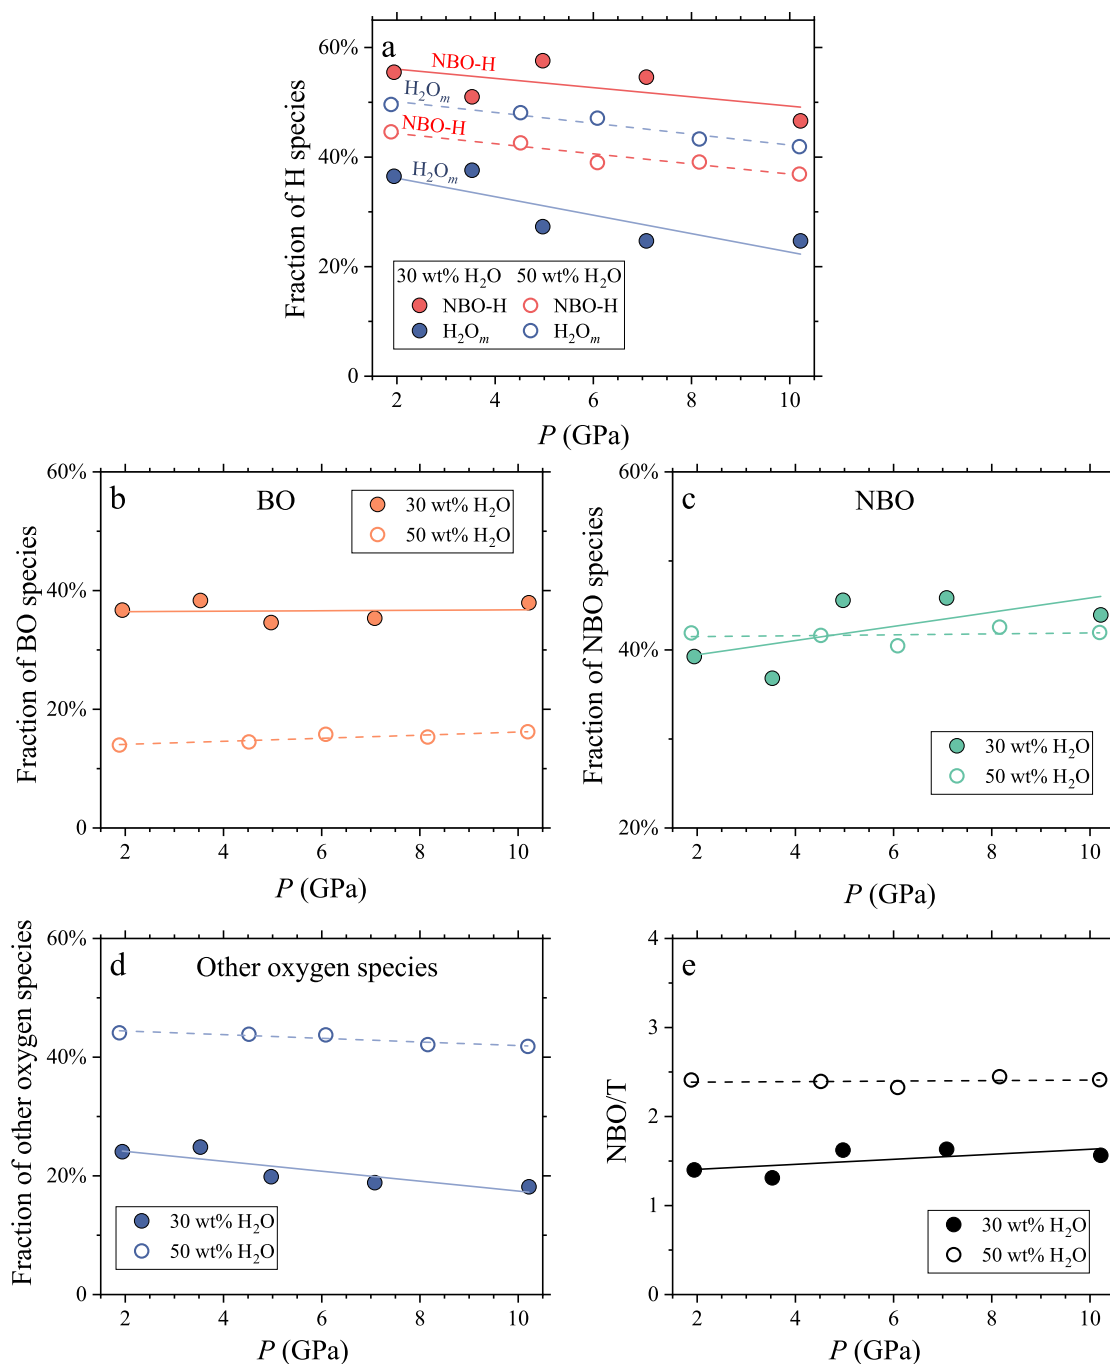 a
60%
40%
20%
0
Fraction of H species
NBO-H
H₂Oₘ
NBO-H
H₂Oₘ
30 wt% H₂O 50 wt% H₂O
NBO-H NBO-H
H₂Oₘ H₂Oₘ
2 4 6 8 10
P (GPa)
b
BO
60%
40%
20%
0
Fraction of BO species
30 wt% H₂O
50 wt% H₂O
2 4 6 8 10
P (GPa)
c
NBO
60%
40%
20%
Fraction of NBO species
30 wt% H₂O
50 wt% H₂O
2 4 6 8 10
P (GPa)
d
Other oxygen species
60%
40%
20%
0
Fraction of other oxygen species
30 wt% H₂O
50 wt% H₂O
2 4 6 8 10
P (GPa)
e
4
3
2
1
0
NBO/T
30 wt% H₂O
50 wt% H₂O
2 4 6 8 10
P (GPa)